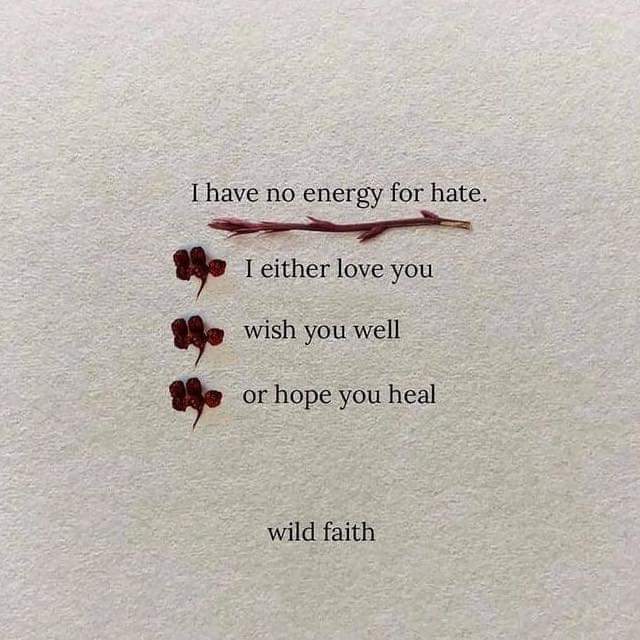 I have no energy for hate.
I either love you
wish you well
or hope you heal
wild faith